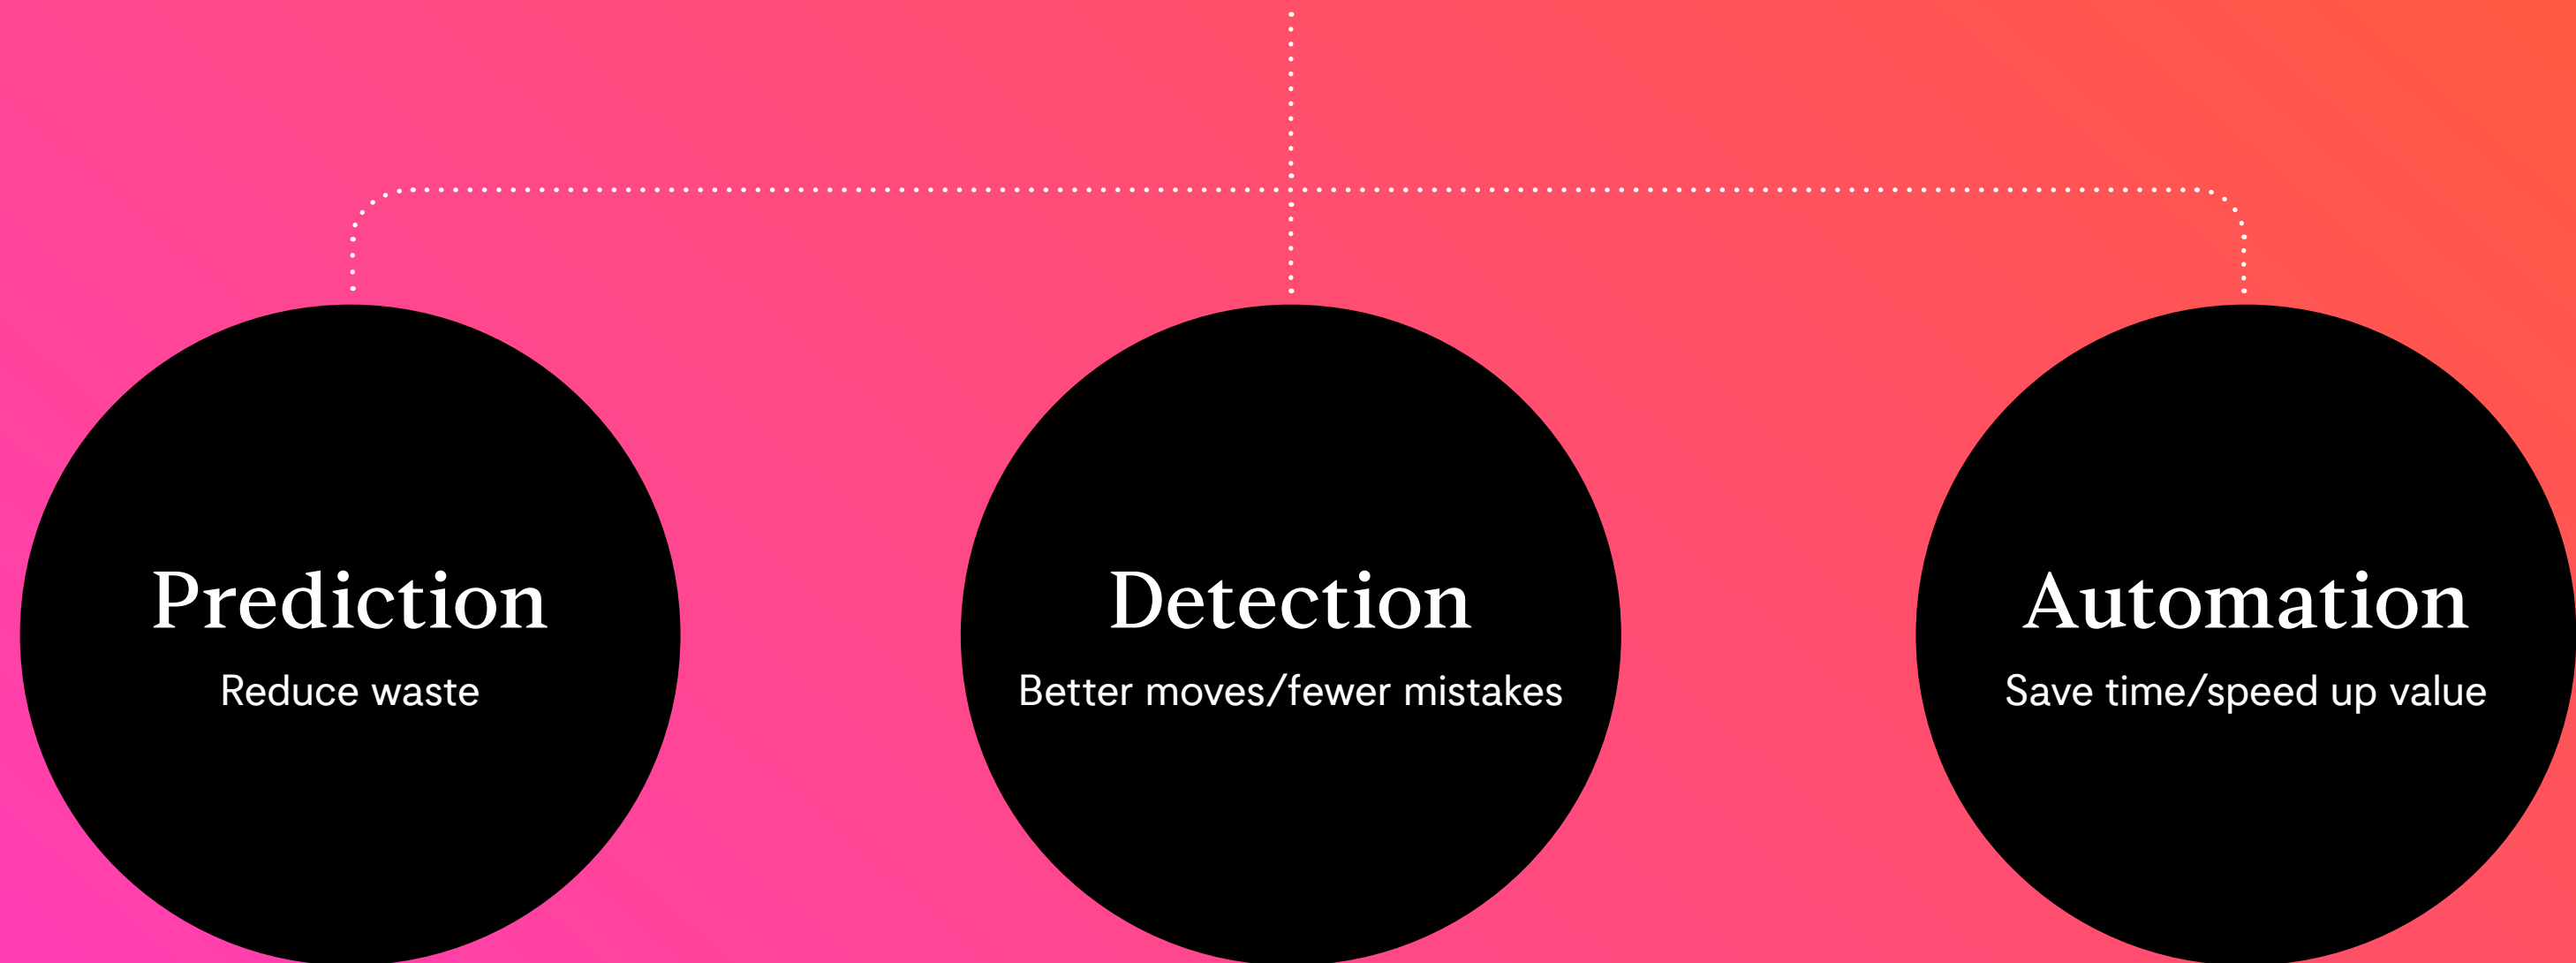 Prediction
Reduce waste
Detection
Better moves/fewer mistakes
Automation
Save time/speed up value